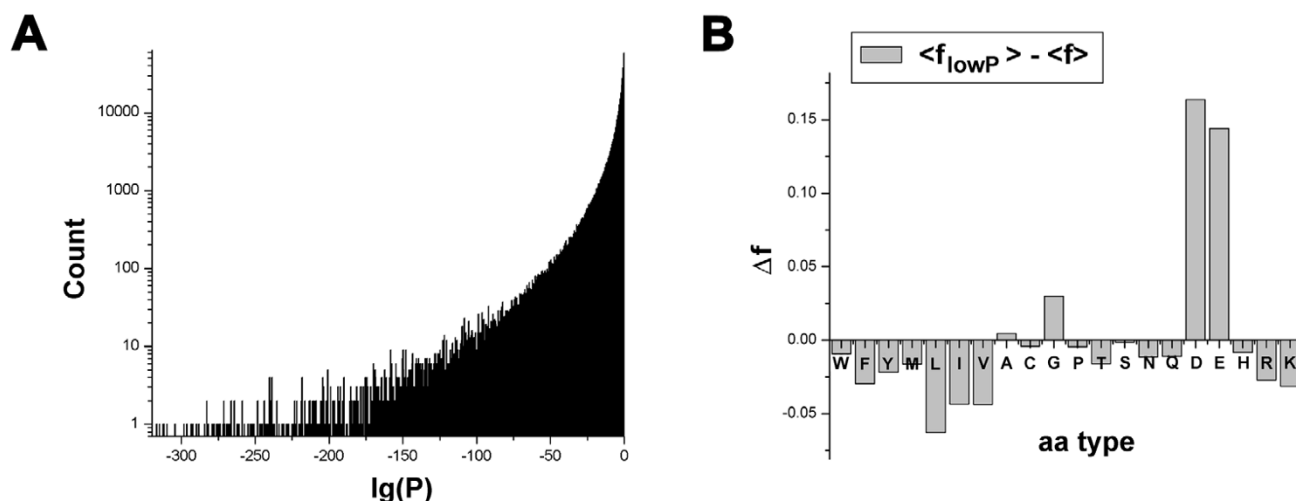 A
Count
10000
1000
100
10
1
-300 -250 -200 -150 -100 -50 0
lg(P)
B
<f_lowP> - <f>
Δf
0.15
0.10
0.05
0.00
-0.05
W F Y M L I V A C G P T S N Q D E H R K
aa type